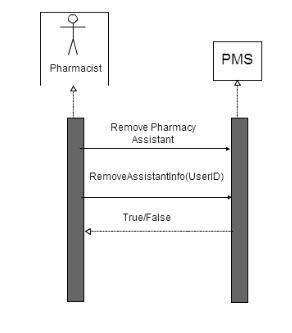 Pharmacist
PMS
Remove Pharmacy
Assistant
RemoveAssistantInfo(UserID)
True/False